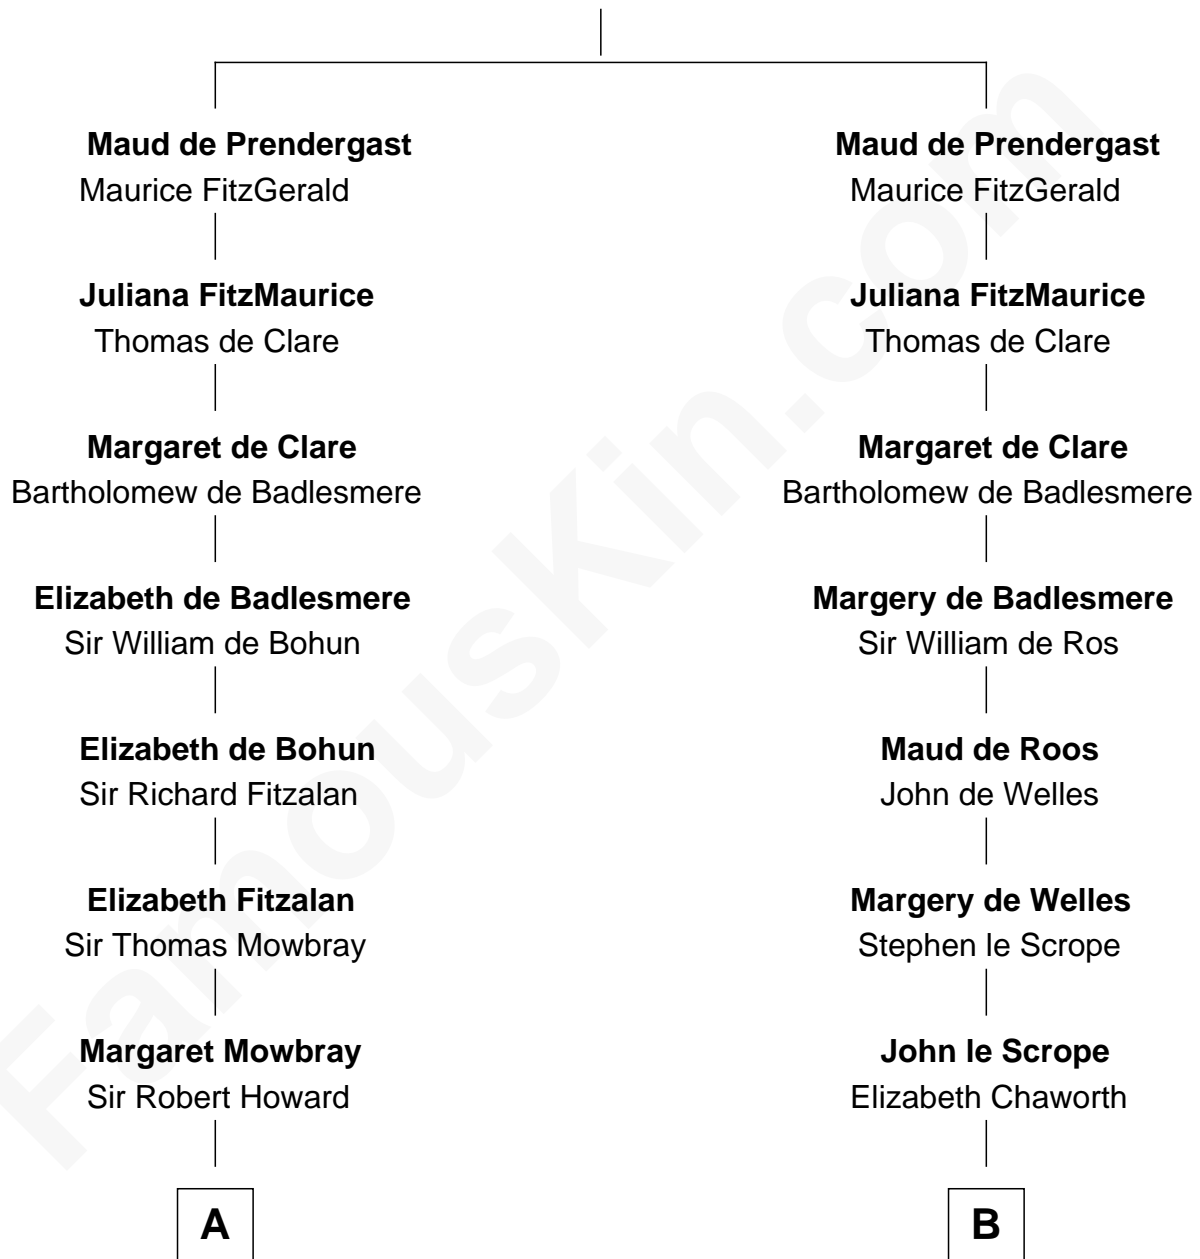 Maud de Prendergast
Maurice FitzGerald
Juliana FitzMaurice
Thomas de Clare
Margaret de Clare
Bartholomew de Badlesmere
Elizabeth de Badlesmere
Sir William de Bohun
Elizabeth de Bohun
Sir Richard Fitzalan
Elizabeth Fitzalan
Sir Thomas Mowbray
Margaret Mowbray
Sir Robert Howard
A
Maud de Prendergast
Maurice FitzGerald
Juliana FitzMaurice
Thomas de Clare
Margaret de Clare
Bartholomew de Badlesmere
Margery de Badlesmere
Sir William de Ros
Maud de Roos
John de Welles
Margery de Welles
Stephen le Scrope
John le Scrope
Elizabeth Chaworth
B
FamousKin.com